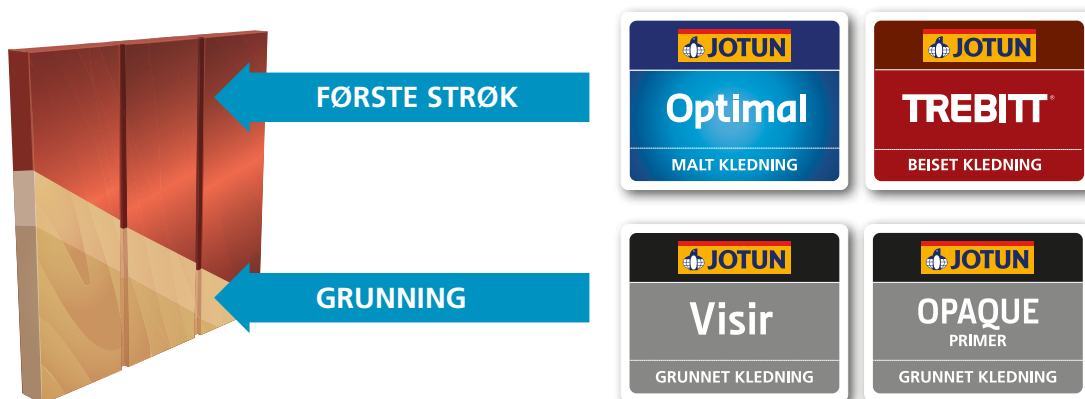 FØRSTE STRØK
JOTUN
Optimal
MALT KLEDNING
JOTUN
TREBITT®
BEISET KLEDNING
GRUNNING
JOTUN
Visir
GRUNNET KLEDNING
JOTUN
OPAQUE
PRIMER
GRUNNET KLEDNING